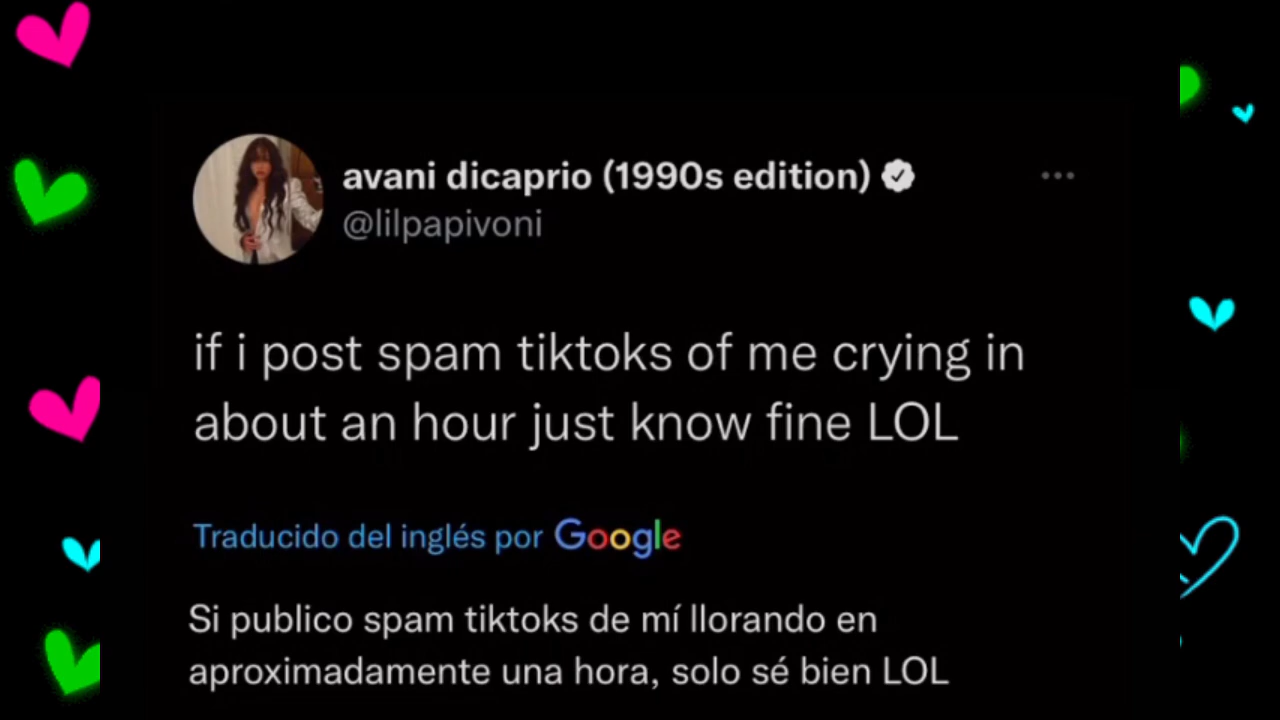 avani dicaprio (1990s edition)
@lilpapivoni
if i post spam tiktoks of me crying in
about an hour just know fine LOL
Traducido del inglés por Google
Si publico spam tiktoks de mí llorando en
aproximadamente una hora, solo sé bien LOL